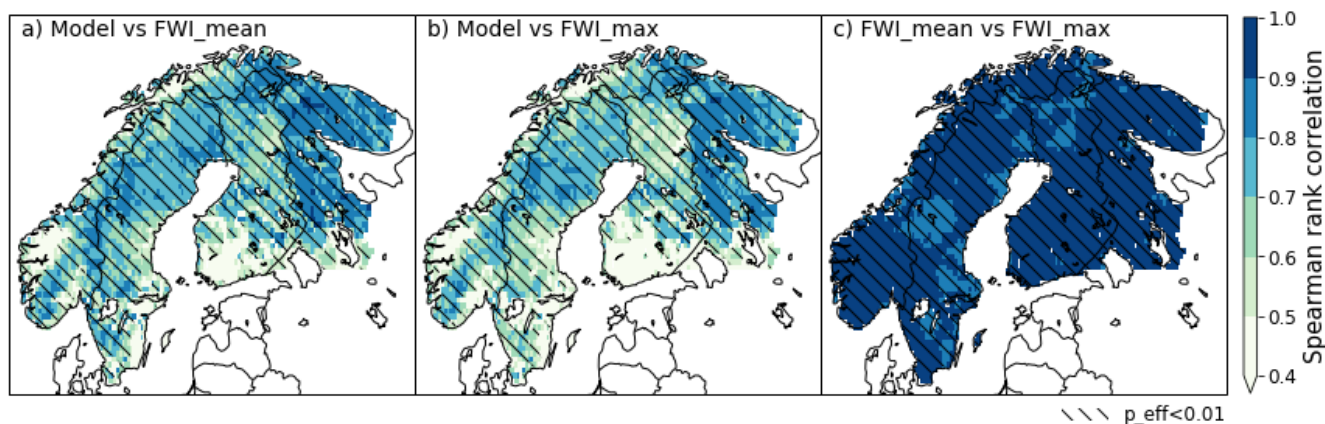 a) Model vs FWI_mean
b) Model vs FWI_max
c) FWI_mean vs FWI_max
1.0
0.9
0.8
0.7
0.6
0.5
0.4
Spearman rank correlation
p_eff<0.01